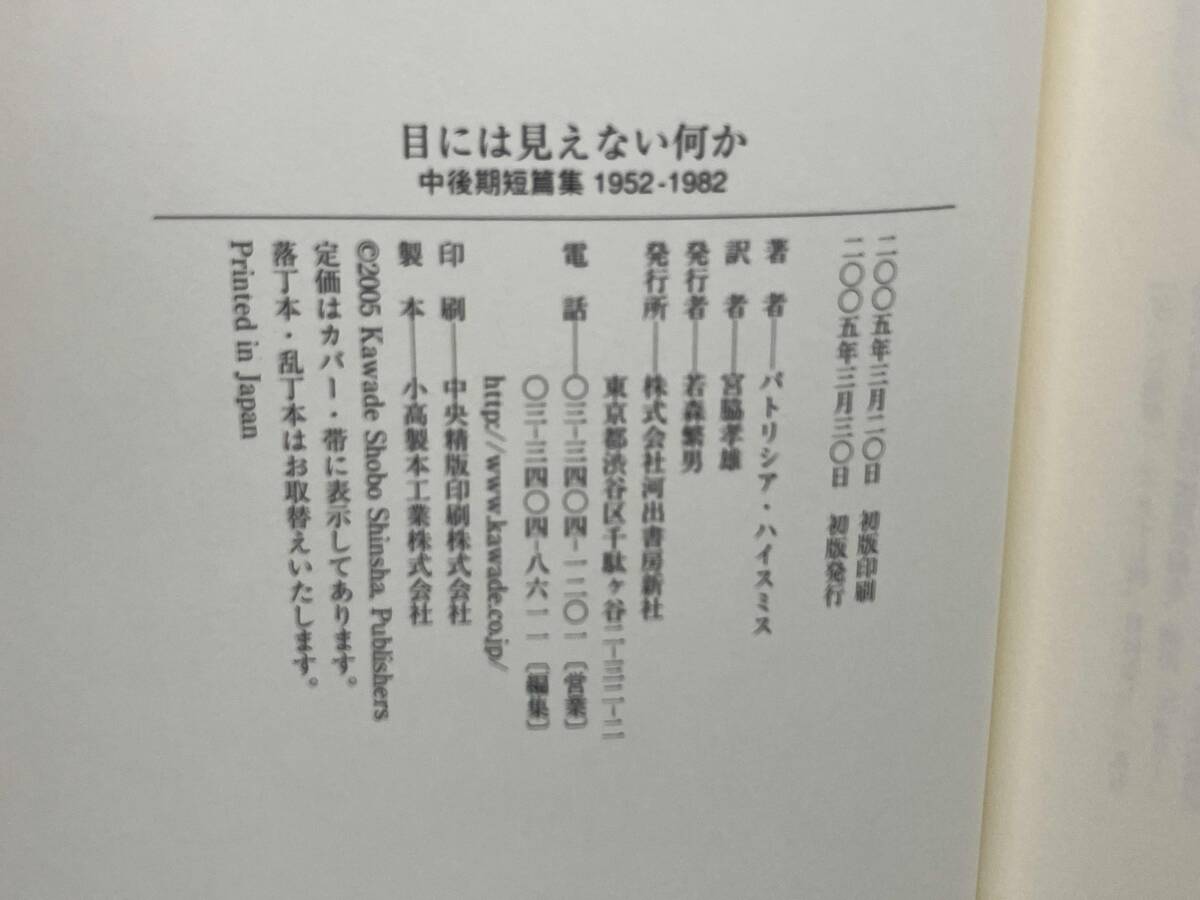 目には見えない何か
中後期短篇集 1952-1982
二〇〇五年三月二〇日 初版印刷
二〇〇五年三月三〇日 初版発行
著者――パトリシア・ハイスミス
訳者――宮脇孝雄
発行者――若森繁男
発行所――株式会社河出書房新社
東京都渋谷区千駄ヶ谷二-三二-二
電話――〇三-三四〇四-一二〇一〔営業〕
〇三-三四〇四-八六一一〔編集〕
http://www.kawade.co.jp/
印刷――中央精版印刷株式会社
製本――小高製本工業株式会社
©2005 Kawade Shobo Shinsha, Publishers
定価はカバー・帯に表示してあります。
落丁本・乱丁本はお取替えいたします。
Printed in Japan